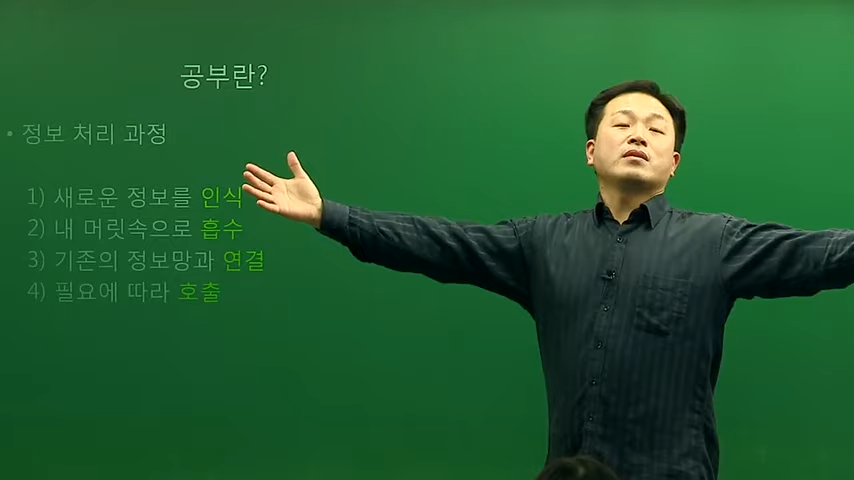 공부란?
• 정보 처리 과정
1) 새로운 정보를 인식
2) 내 머릿속으로 흡수
3) 기존의 정보망과 연결
4) 필요에 따라 호출